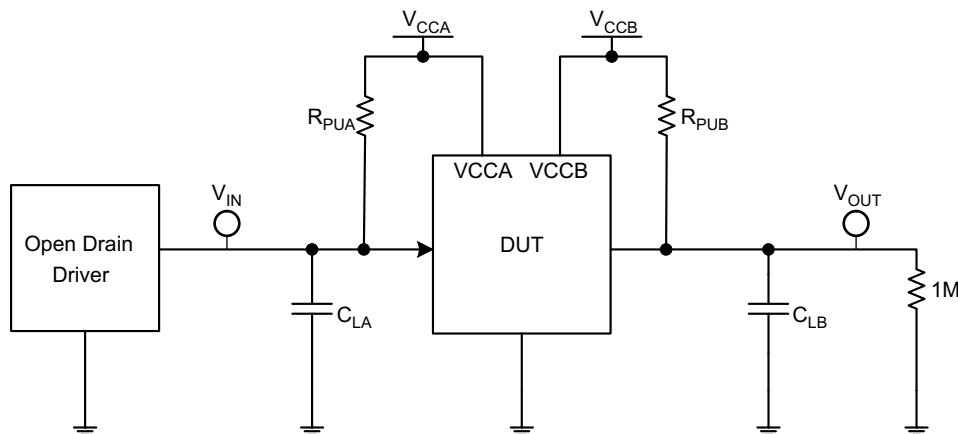 V_CCA
V_CCB
R_PUA
R_PUB
VCCA
VCCB
V_IN
V_OUT
Open Drain
Driver
DUT
1M
C_LA
C_LB